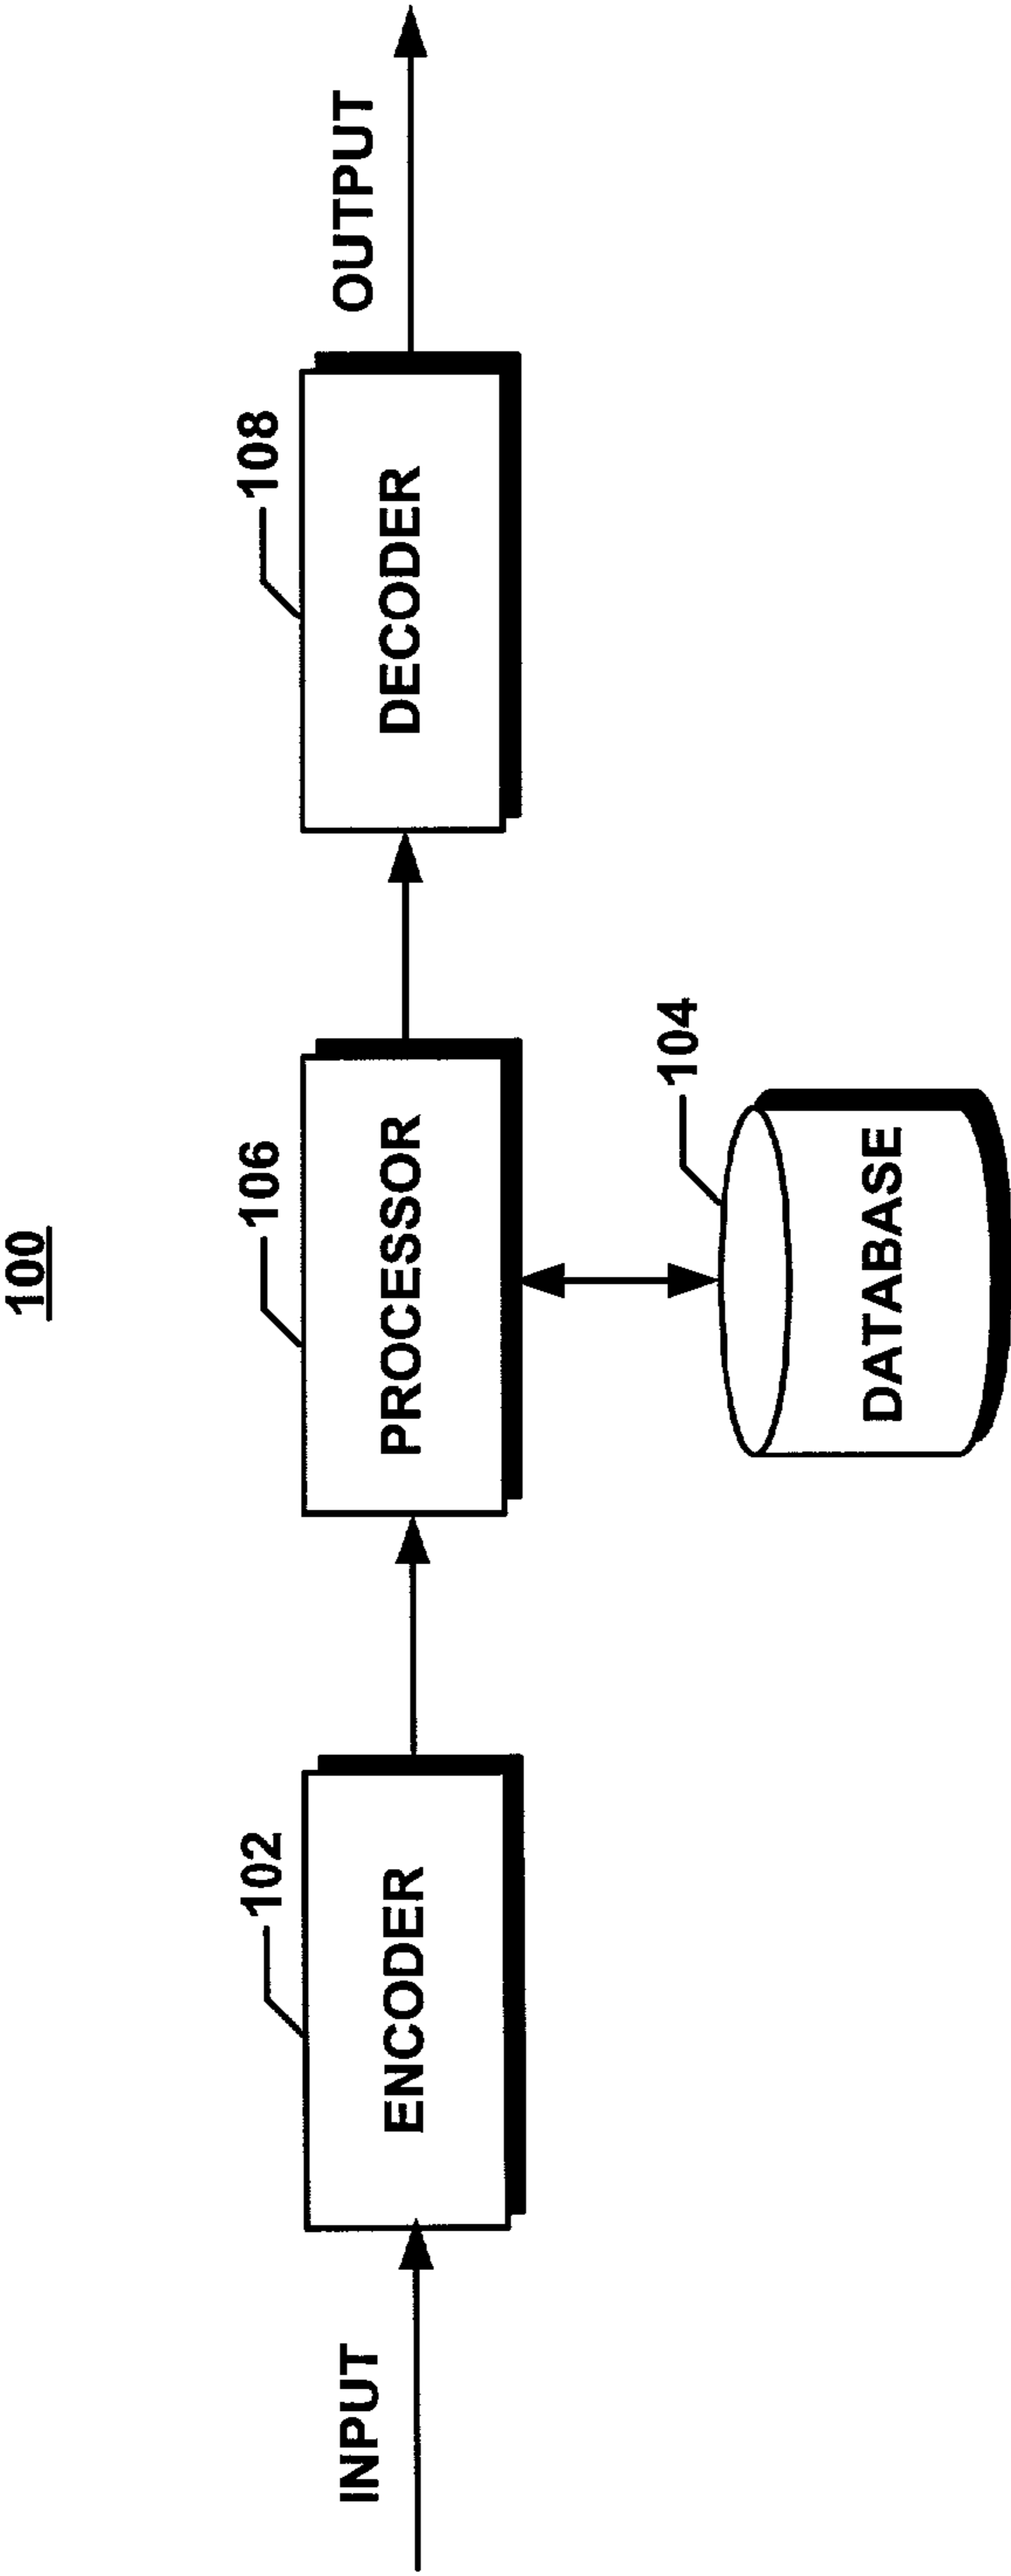 100
102
106
108
INPUT
ENCODER
PROCESSOR
DECODER
OUTPUT
104
DATABASE